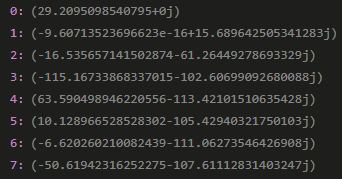 0: (29.2095098540795+0j)
1: (-9.60713523696623e-16+15.689642505341283j)
2: (-16.535657141502874-61.26449278693329j)
3: (-115.16733868337015-102.60699092680088j)
4: (63.590498946220556-113.42101510635428j)
5: (10.128966528528302-105.42940321750103j)
6: (-6.620260210082439-111.06273546426908j)
7: (-50.61942316252275-107.61112831403247j)